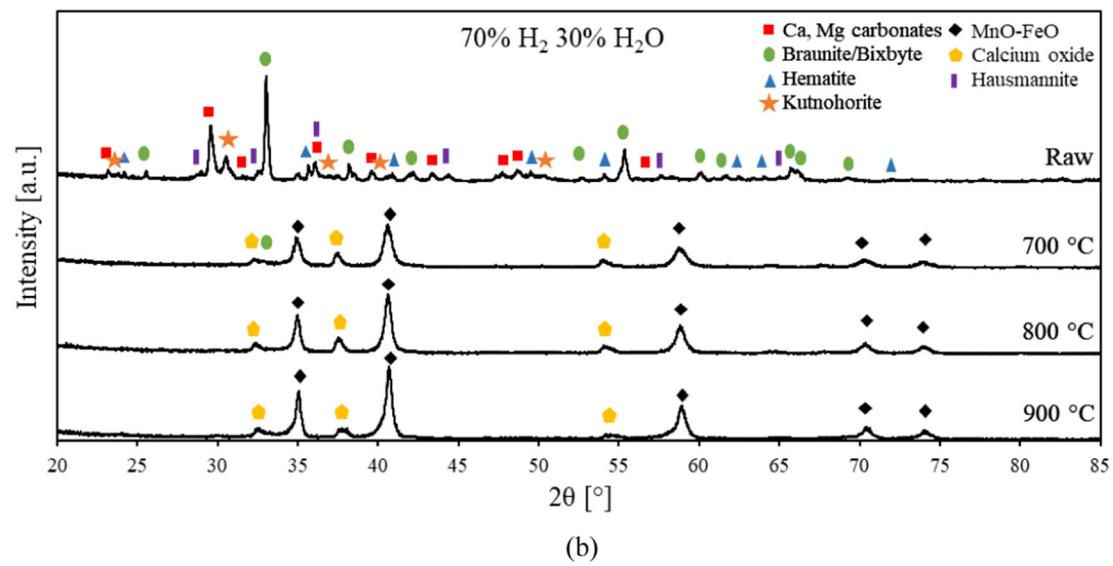 70% H₂ 30% H₂O
Ca, Mg carbonates
Braunite/Bixbyte
Hematite
Kutnohorite
MnO-FeO
Calcium oxide
Hausmannite
Raw
700 °C
800 °C
900 °C
Intensity [a.u.]
20 25 30 35 40 45 50 55 60 65 70 75 80 85
2θ [°]
(b)